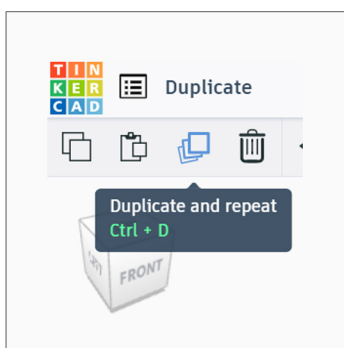 TIN
KER
CAD
Duplicate
Duplicate and repeat
Ctrl + D
FRONT